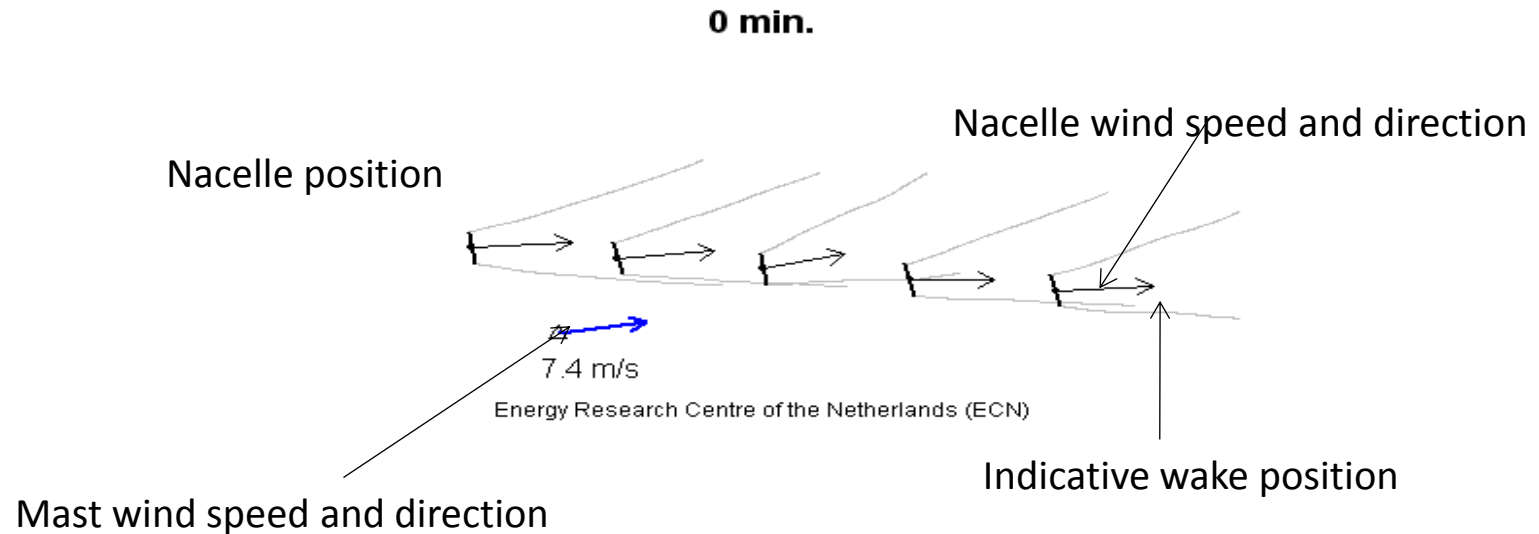 0 min.
Nacelle wind speed and direction
Nacelle position
7.4 m/s
Energy Research Centre of the Netherlands (ECN)
Indicative wake position
Mast wind speed and direction